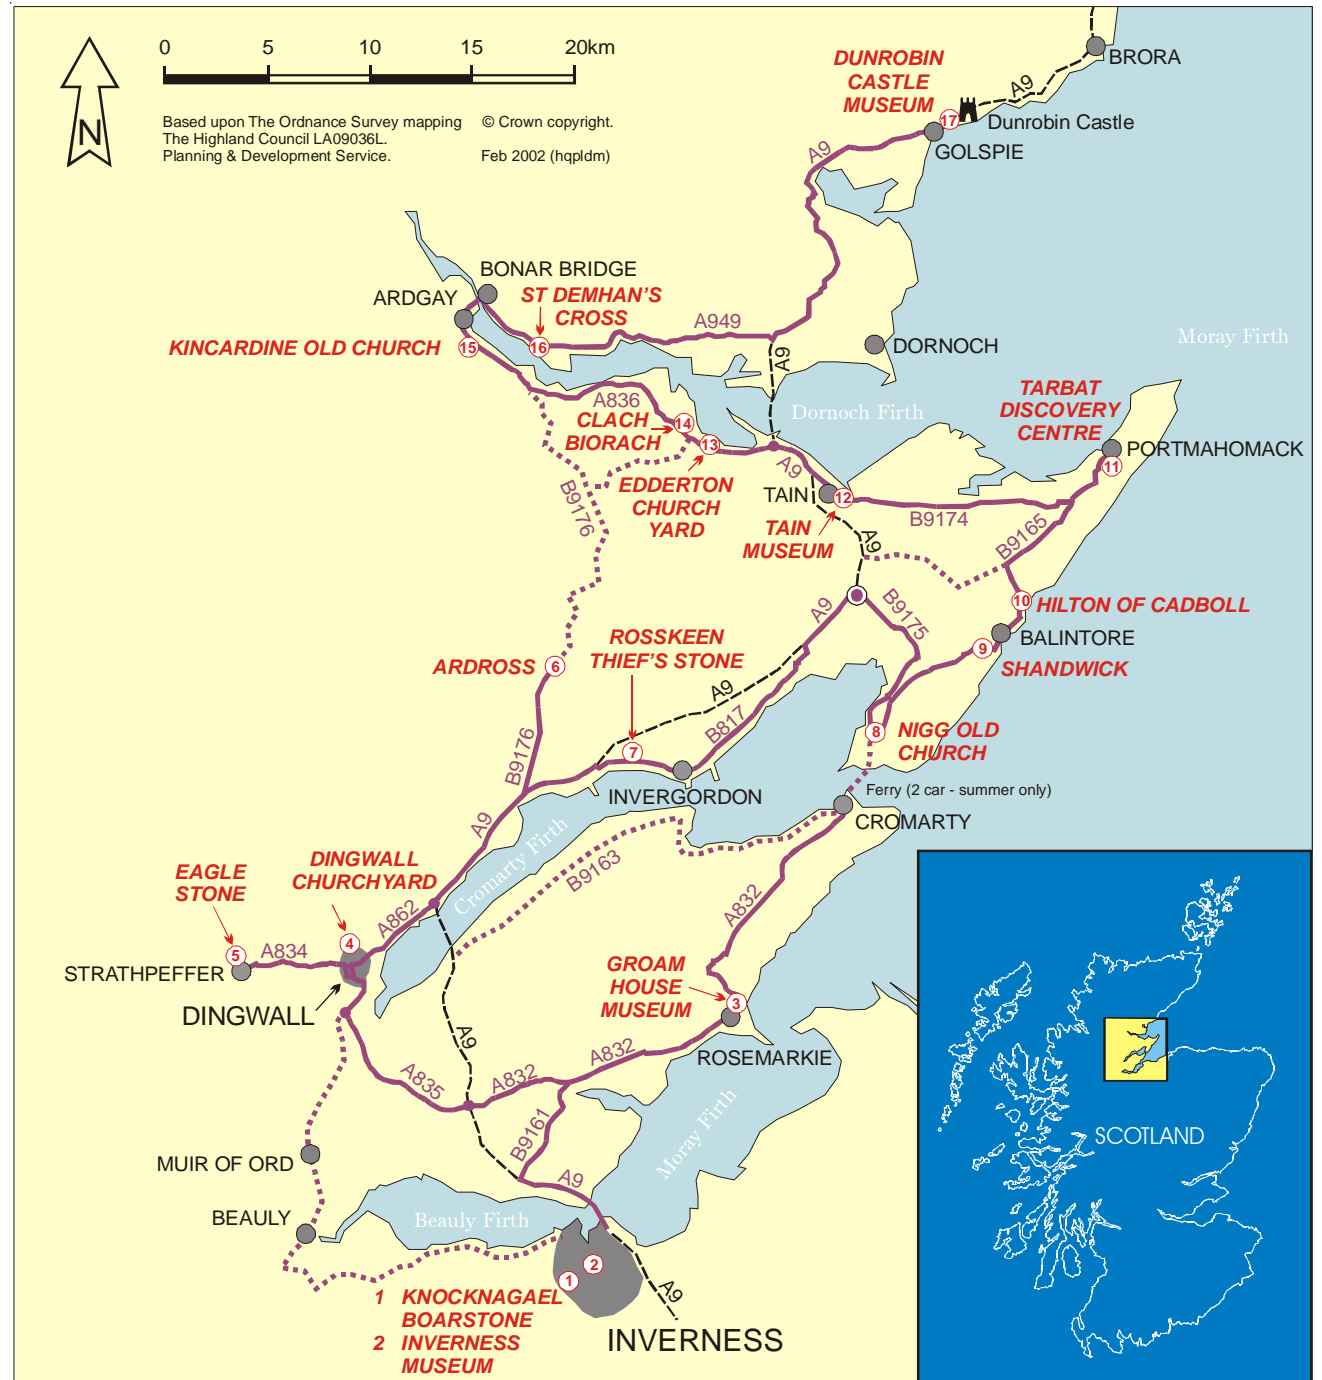 0 5 10 15 20km
N
Based upon The Ordnance Survey mapping © Crown copyright.
The Highland Council LA09036L.
Planning & Development Service. Feb 2002 (hqpldm)
DUNROBIN
CASTLE
MUSEUM
17
Dunrobin Castle
A9
BRORA
GOLSPIE
A9
BONAR BRIDGE
ARDGAY
ST DEMHAN'S
CROSS
16
A949
A9
KINCARDINE OLD CHURCH
15
DORNOCH
Moray Firth
Dornoch Firth
A836
CLACH
BIORACH
14
13
EDDERTON
CHURCH
YARD
B9176
A9
TAIN
12
TAIN
MUSEUM
A9
B9174
TARBAT
DISCOVERY
CENTRE
PORTMAHOMACK
11
B9165
10
HILTON OF CADBOLL
BALINTORE
9
SHANDWICK
B9175
A9
8
NIGG OLD
CHURCH
ROSSKEEN
THIEF'S STONE
7
ARDROSS
6
A9
B817
B9176
INVERGORDON
Ferry (2 car - summer only)
CROMARTY
A9
Cromarty Firth
B9163
A832
EAGLE
STONE
5
DINGWALL
CHURCHYARD
4
A862
A834
STRATHPEFFER
DINGWALL
GROAM
HOUSE
MUSEUM
3
ROSEMARKIE
A9
A835
A832
A832
B9161
A9
Moray Firth
MUIR OF ORD
BEAULY
Beauly Firth
2
1
A9
1 KNOCKNAGAEL
BOARSTONE
2 INVERNESS
MUSEUM
INVERNESS
SCOTLAND